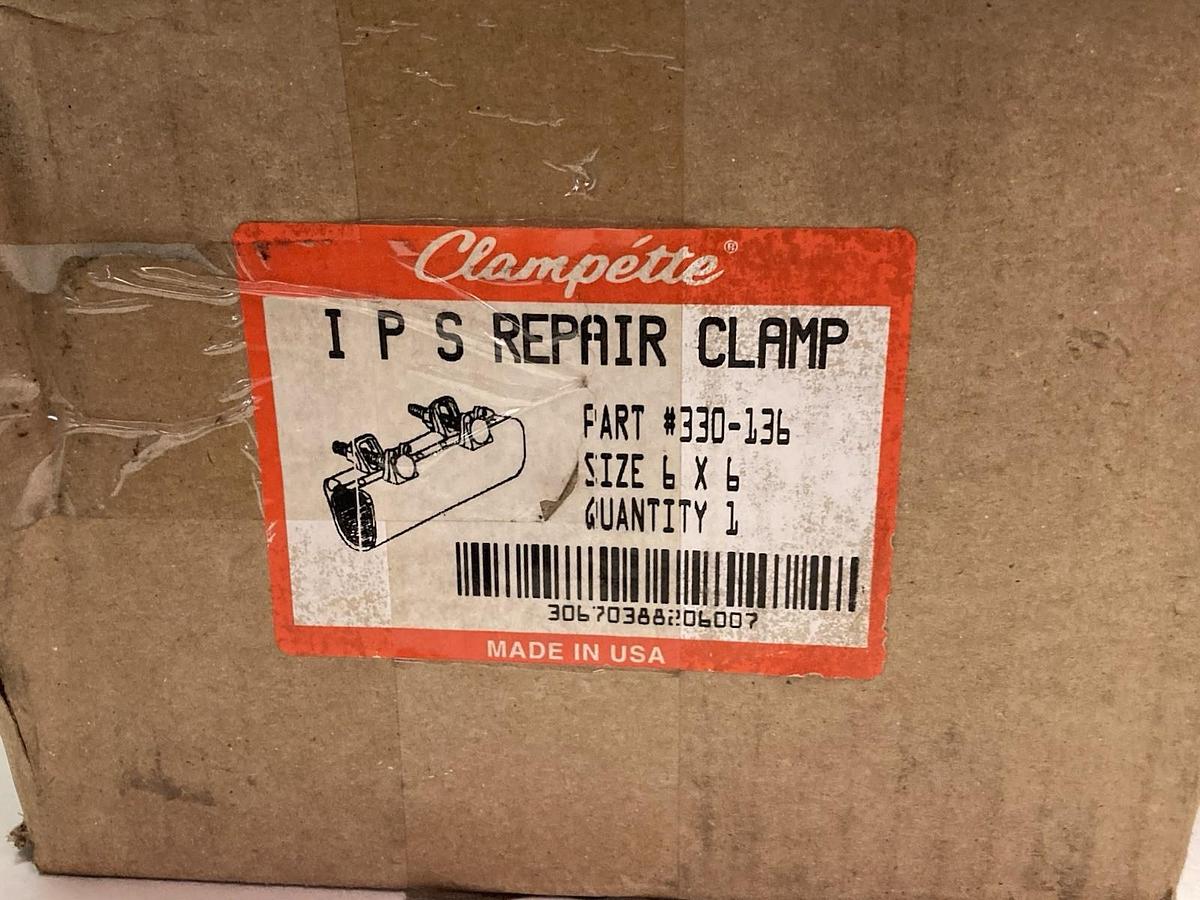 Clampétte®
I P S REPAIR CLAMP
PART #330-136
SIZE 6 X 6
QUANTITY 1
30670388206007
MADE IN USA